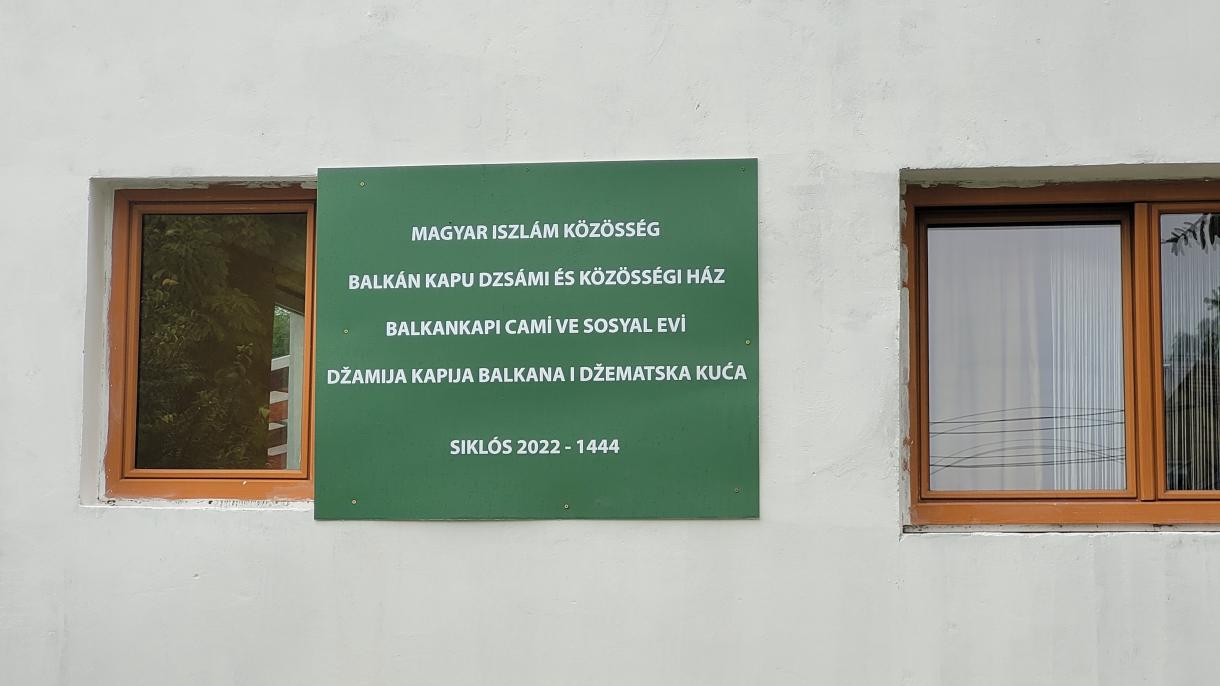 MAGYAR ISZLÁM KÖZÖSSÉG
BALKÁN KAPU DZSÁMI ÉS KÖZÖSSÉGI HÁZ
BALKANKAPI CAMİ VE SOSYAL EVİ
DŽAMIJA KAPIJA BALKANA I DŽEMATSKA KUĆA
SIKLÓS 2022 - 1444